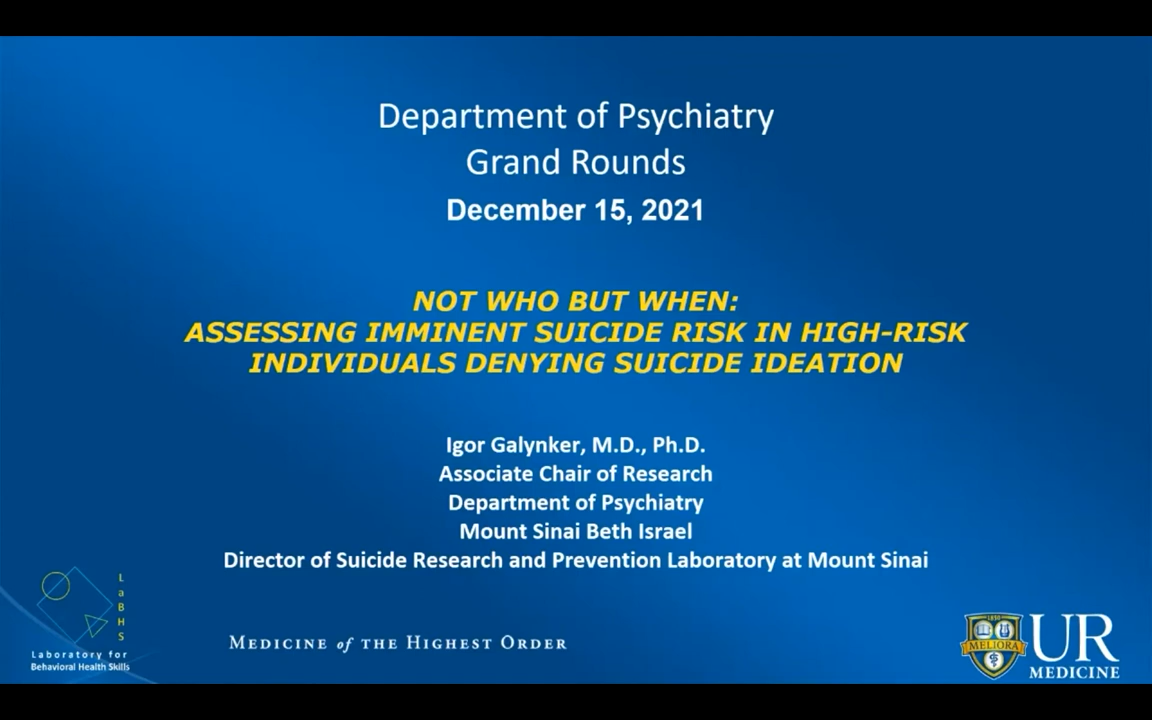 Department of Psychiatry
Grand Rounds
December 15, 2021
NOT WHO BUT WHEN:
ASSESSING IMMINENT SUICIDE RISK IN HIGH-RISK
INDIVIDUALS DENYING SUICIDE IDEATION
Igor Galynker, M.D., Ph.D.
Associate Chair of Research
Department of Psychiatry
Mount Sinai Beth Israel
Director of Suicide Research and Prevention Laboratory at Mount Sinai
LaBHS
Laboratory for
Behavioral Health Skills
MEDICINE of THE HIGHEST ORDER
1850
MELIORA
UR
MEDICINE